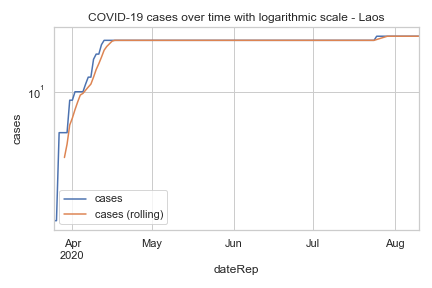 COVID-19 cases over time with logarithmic scale - Laos
cases
10¹
cases
cases (rolling)
Apr
2020
May
Jun
Jul
Aug
dateRep